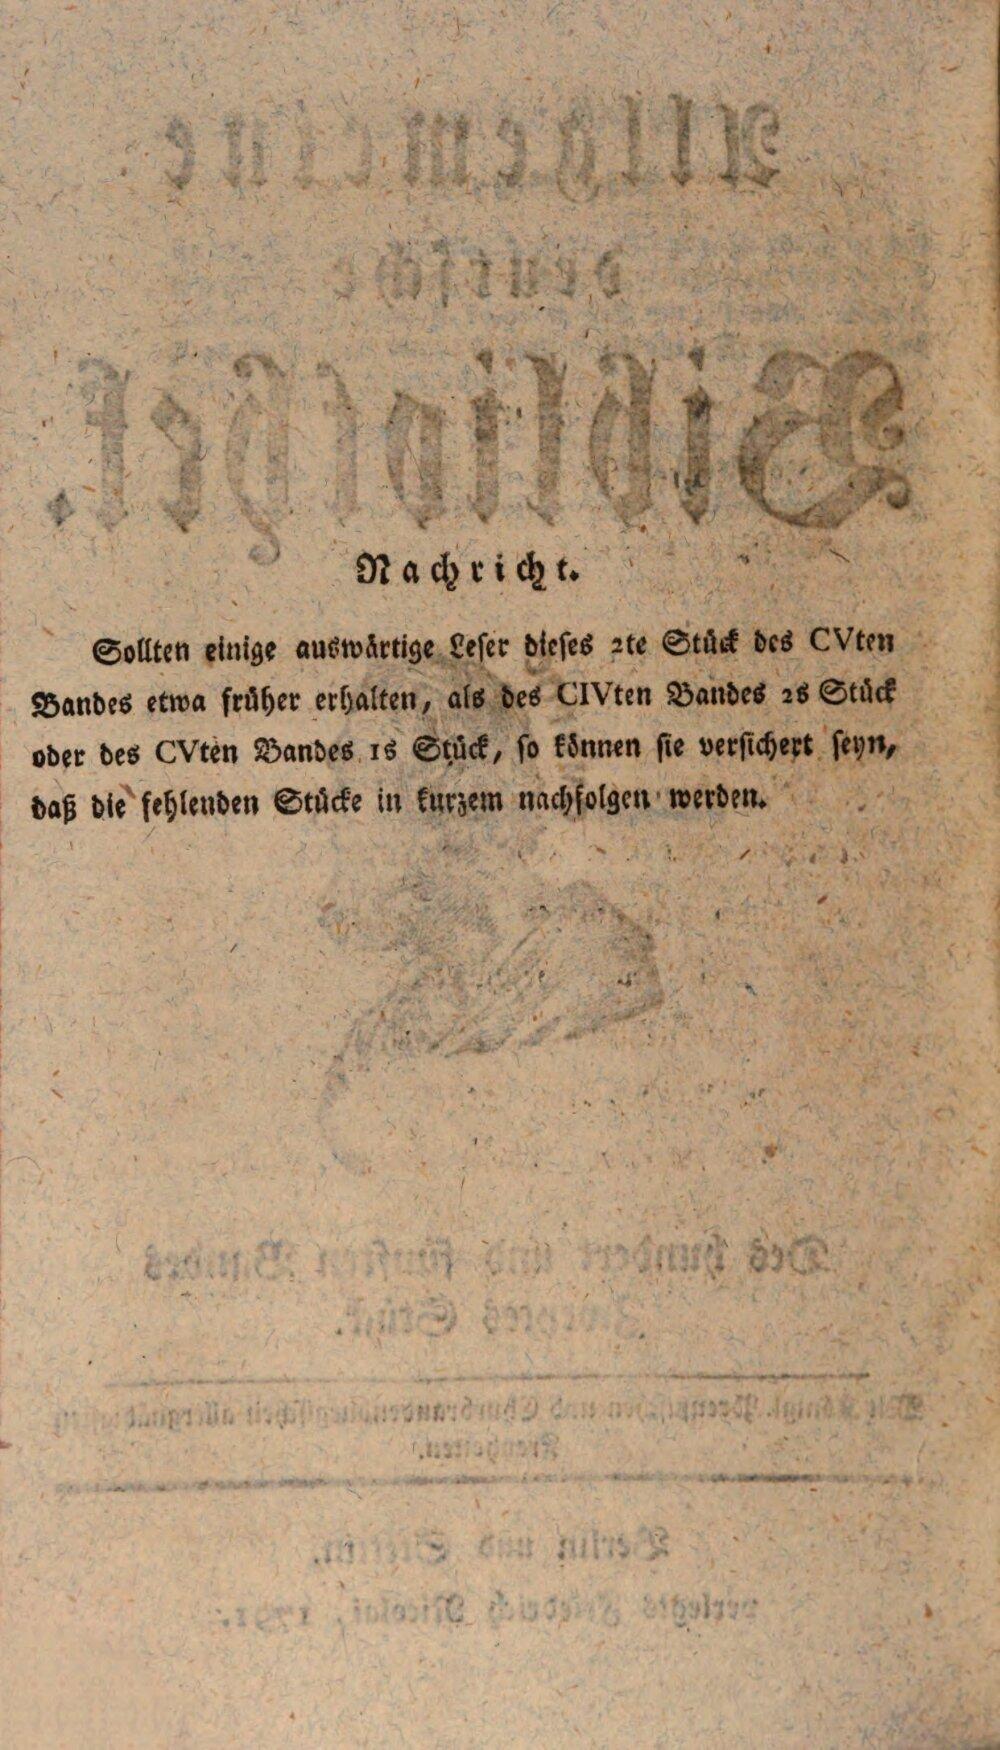 Nachricht.
Sollten einige auswärtige Leser dieses 2te Stück des CVten
Bandes etwa früher erhalten, als des CIVten Bandes 2s Stück
oder des CVten Bandes 1s Stück, so können sie versichert seyn,
daß die fehlenden Stücke in kurzem nachfolgen werden.